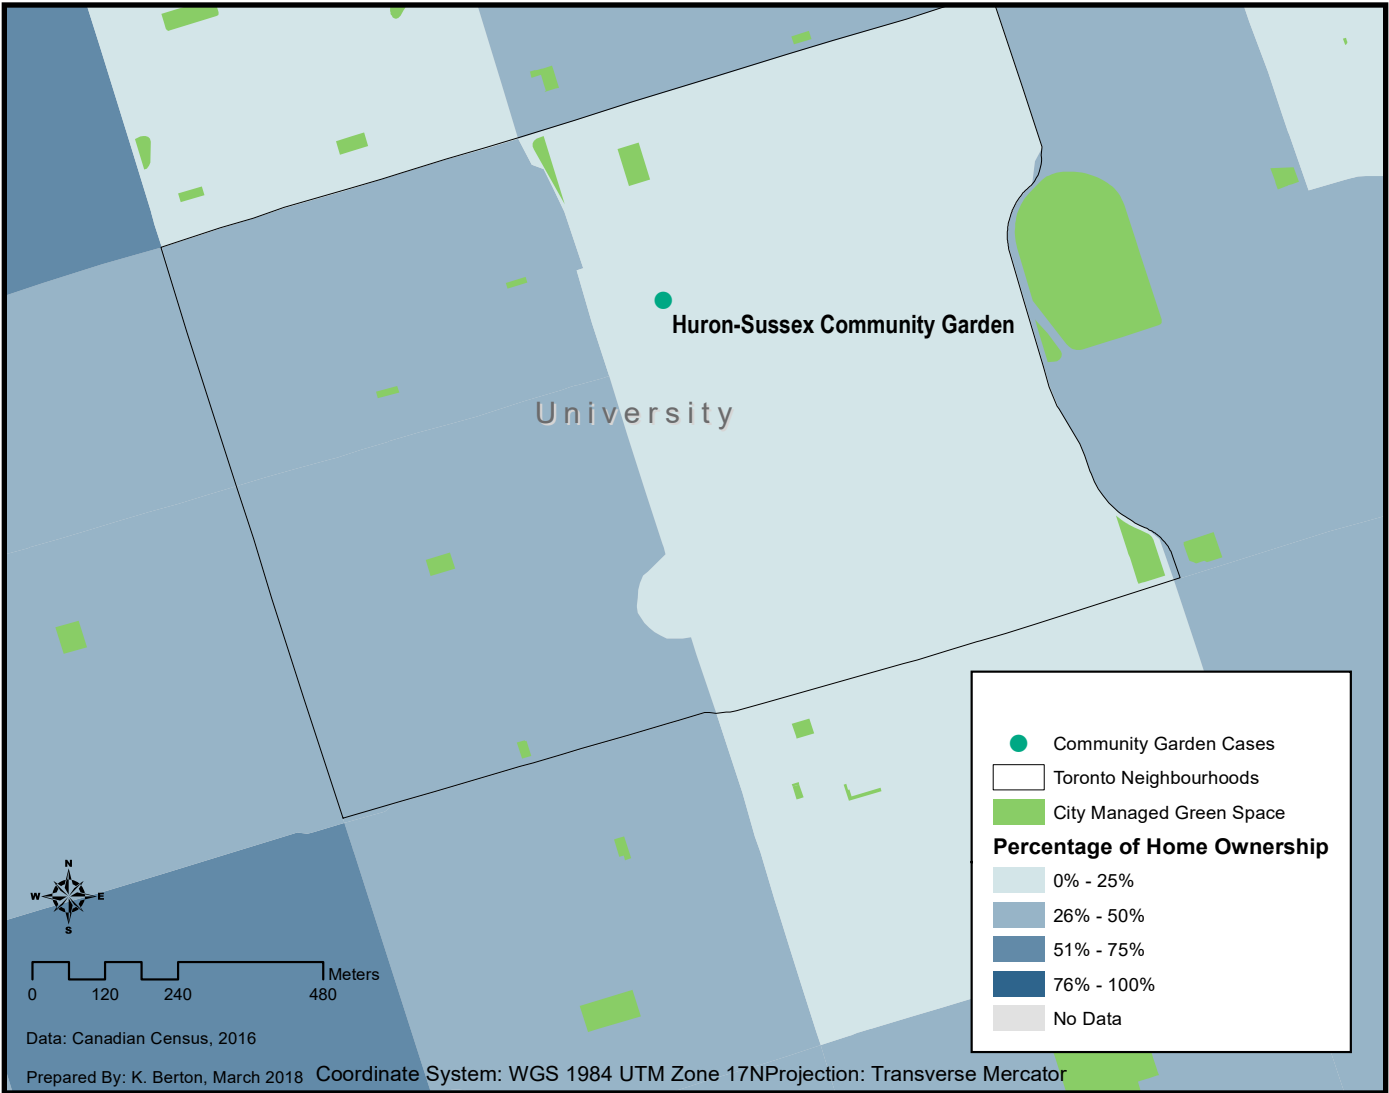 Huron-Sussex Community Garden
University
Community Garden Cases
Toronto Neighbourhoods
City Managed Green Space
Percentage of Home Ownership
0% - 25%
26% - 50%
51% - 75%
76% - 100%
No Data
N
W E
S
Meters
0 120 240 480
Data: Canadian Census, 2016
Prepared By: K. Berton, March 2018 Coordinate System: WGS 1984 UTM Zone 17NProjection: Transverse Mercator